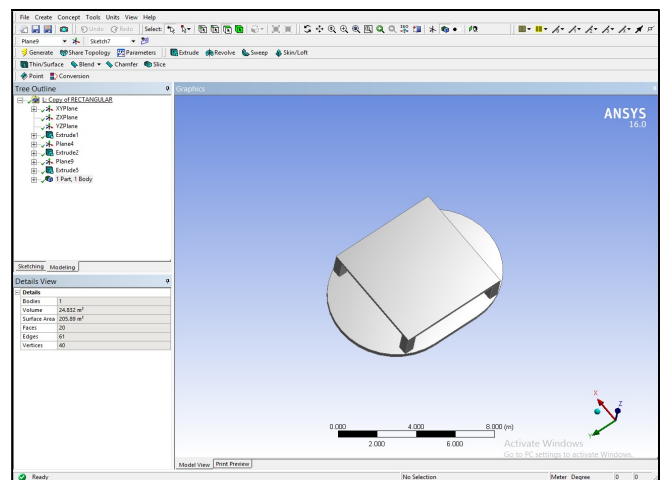 File Create Concept Tools Units View Help
Undo Redo Select:
Plane9 Sketch7
Generate Share Topology Parameters Extrude Revolve Sweep Skin/Loft
Thin/Surface Blend Chamfer Slice
Point Conversion
Tree Outline
L: Copy of RECTANGULAR
XYPlane
ZXPlane
YZPlane
Extrude1
Plane4
Extrude2
Plane9
Extrude5
1 Part, 1 Body
Sketching Modeling
Details View
Details
Bodies 1
Volume 24.832 m³
Surface Area 205.89 m²
Faces 20
Edges 61
Vertices 40
Graphics
ANSYS
16.0
X
Z
Y
0.000 4.000 8.000 (m)
2.000 6.000
Activate Windows
Go to PC settings to activate Windows.
Model View Print Preview
Ready No Selection Meter Degree 0 0